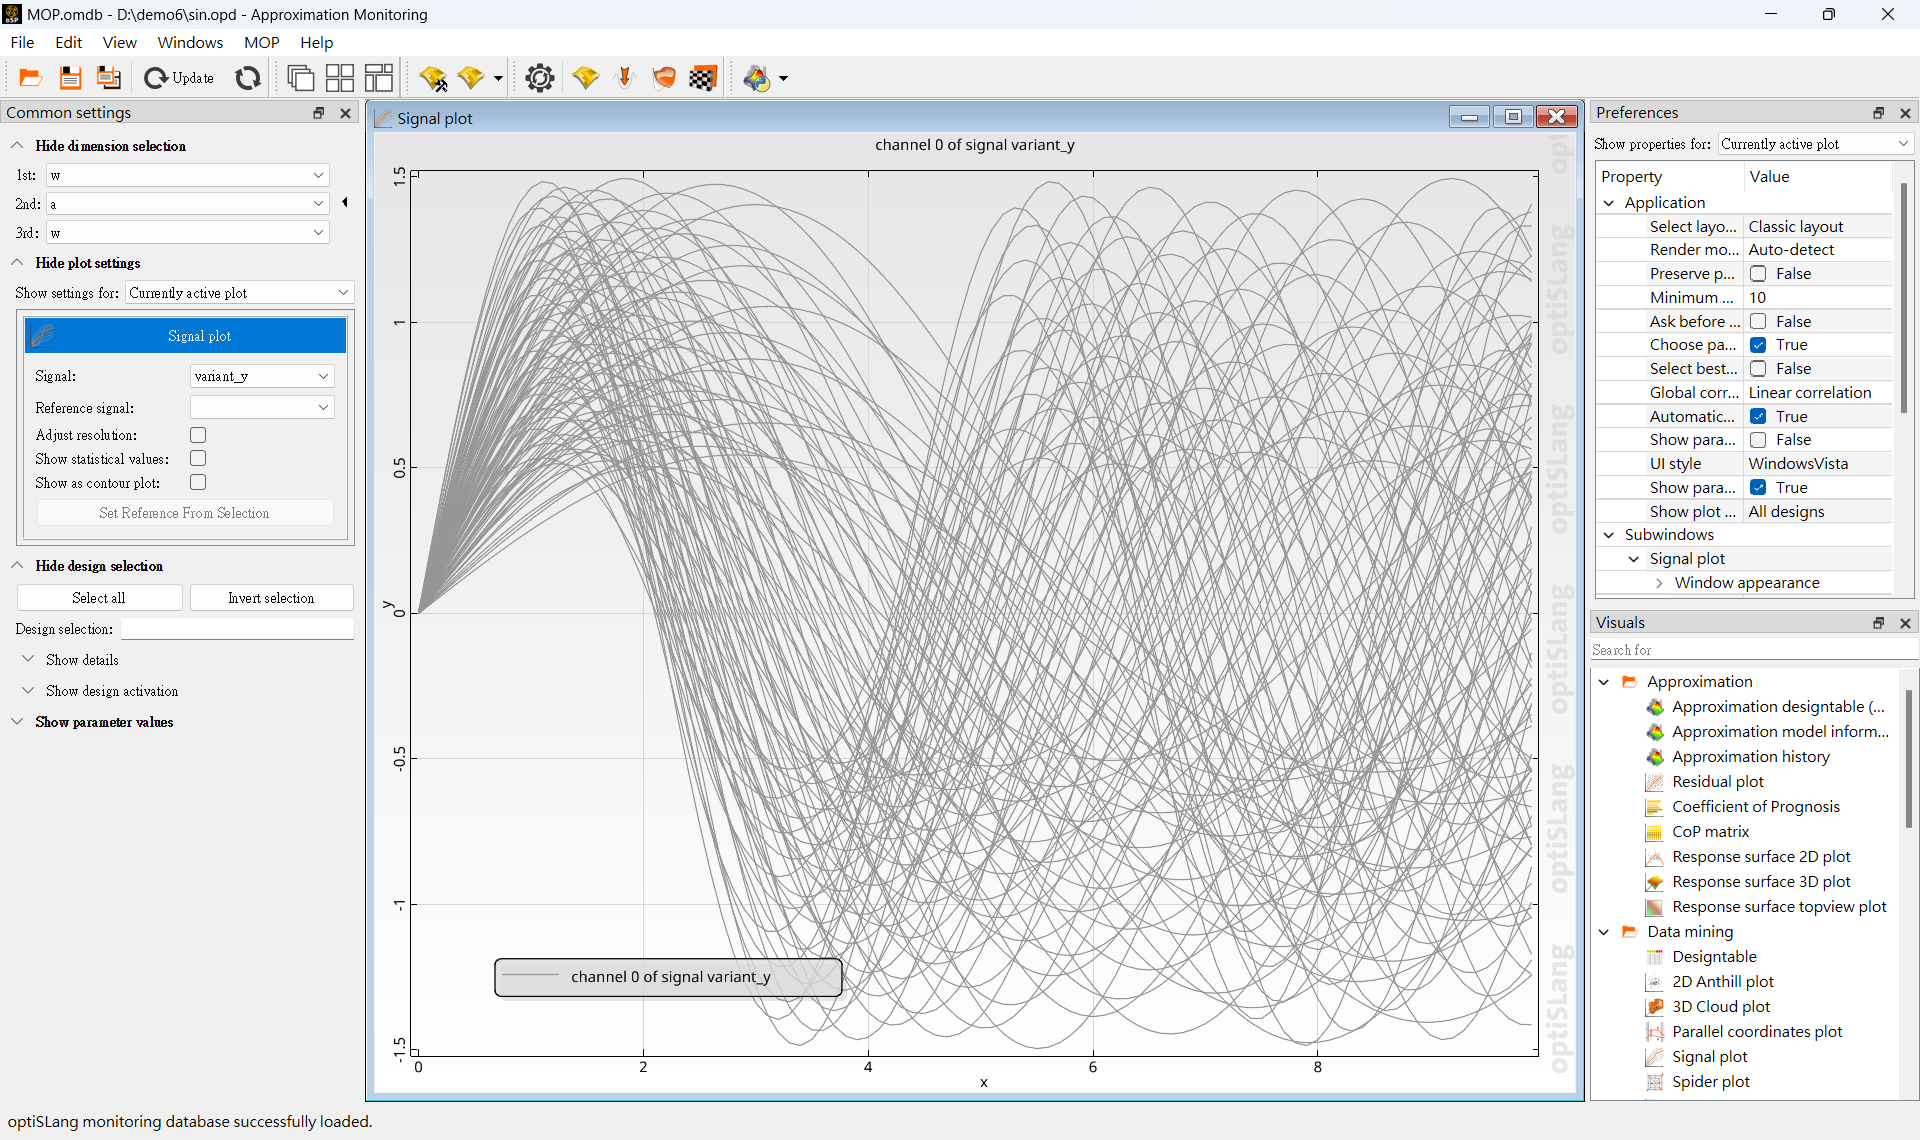 MOP.omdb - D:\demo6\sin.opd - Approximation Monitoring
File Edit View Windows MOP Help
Update
Common settings
Hide dimension selection
1st: w
2nd: a
3rd: w
Hide plot settings
Show settings for: Currently active plot
Signal plot
Signal: variant_y
Reference signal:
Adjust resolution:
Show statistical values:
Show as contour plot:
Set Reference From Selection
Hide design selection
Select all Invert selection
Design selection:
Show details
Show design activation
Show parameter values
Signal plot
channel 0 of signal variant_y
1.5
1
0.5
0
-0.5
-1
-1.5
y
0 2 4 6 8
x
channel 0 of signal variant_y
optiSLang
optiSLang
optiSLang
optiSLang
optiSLang
Preferences
Show properties for: Currently active plot
Property Value
Application
Select layo... Classic layout
Render mo... Auto-detect
Preserve p... False
Minimum ... 10
Ask before ... False
Choose pa... True
Select best... False
Global corr... Linear correlation
Automatic... True
Show para... False
UI style WindowsVista
Show para... True
Show plot ... All designs
Subwindows
Signal plot
Window appearance
Visuals
Search for
Approximation
Approximation designtable (...
Approximation model inform...
Approximation history
Residual plot
Coefficient of Prognosis
CoP matrix
Response surface 2D plot
Response surface 3D plot
Response surface topview plot
Data mining
Designtable
2D Anthill plot
3D Cloud plot
Parallel coordinates plot
Signal plot
Spider plot
optiSLang monitoring database successfully loaded.